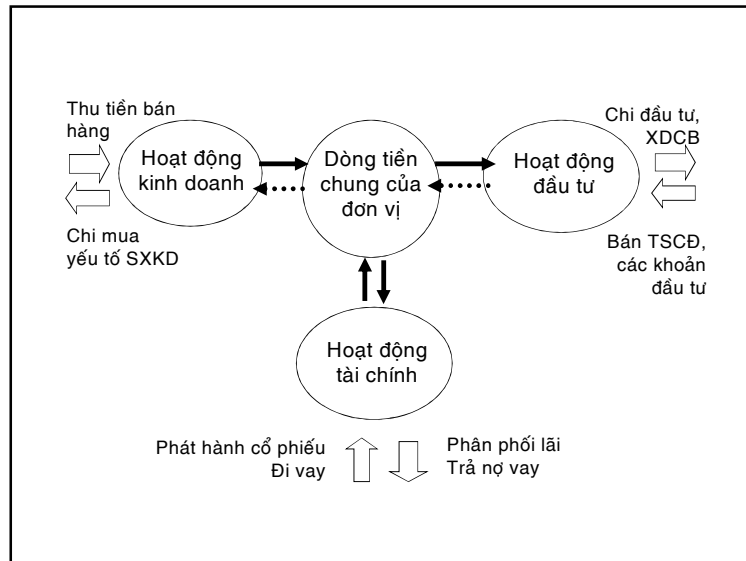 Thu tiền bán
hàng
Hoạt động
kinh doanh
Chi mua
yếu tố SXKD
Dòng tiền
chung của
đơn vị
Hoạt động
đầu tư
Chi đầu tư,
XDCB
Bán TSCĐ,
các khoản
đầu tư
Hoạt động
tài chính
Phát hành cổ phiếu
Đi vay
Phân phối lãi
Trả nợ vay